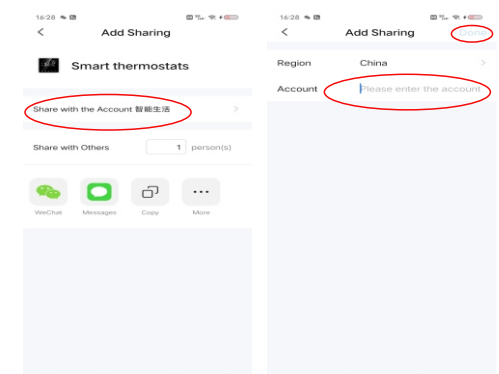 16:28
Add Sharing
Smart thermostats
Share with the Account 智能生活
Share with Others 1 person(s)
WeChat Messages Copy More
16:28
Add Sharing Done
Region China
Account Please enter the account